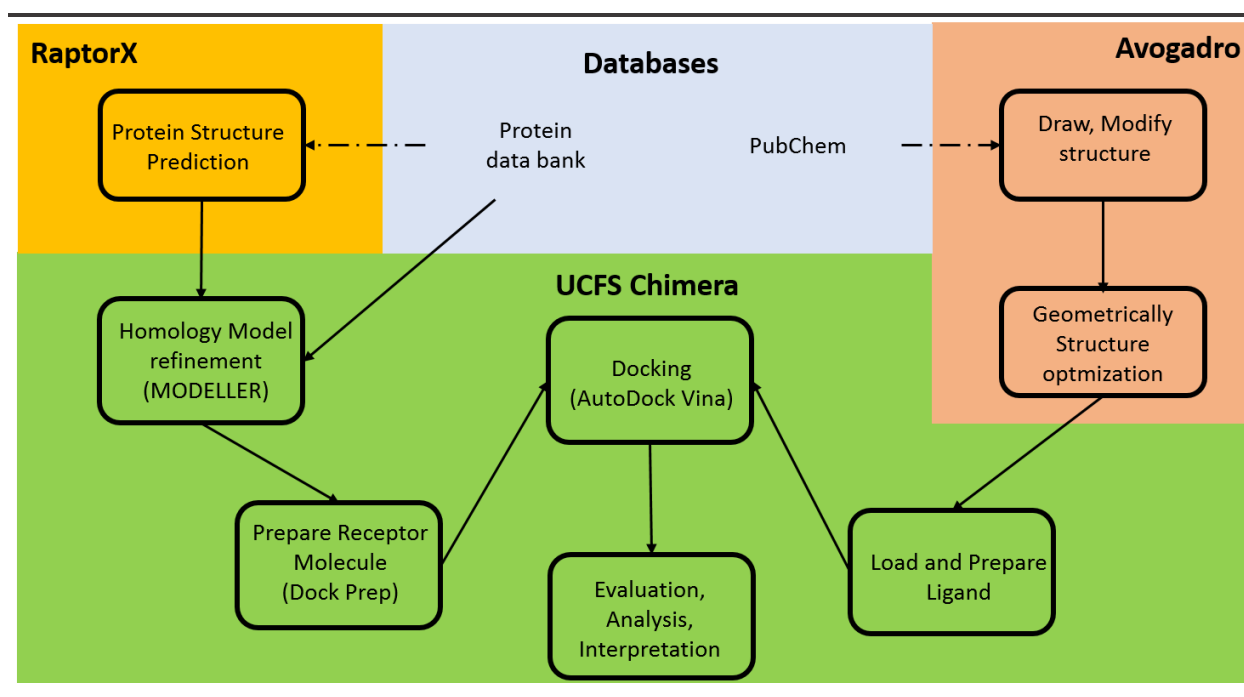 RaptorX
Databases
Avogadro
Protein Structure
Prediction
Protein
data bank
PubChem
Draw, Modify
structure
UCFS Chimera
Homology Model
refinement
(MODELLER)
Docking
(AutoDock Vina)
Geometrically
Structure
optmization
Prepare Receptor
Molecule
(Dock Prep)
Evaluation,
Analysis,
Interpretation
Load and Prepare
Ligand